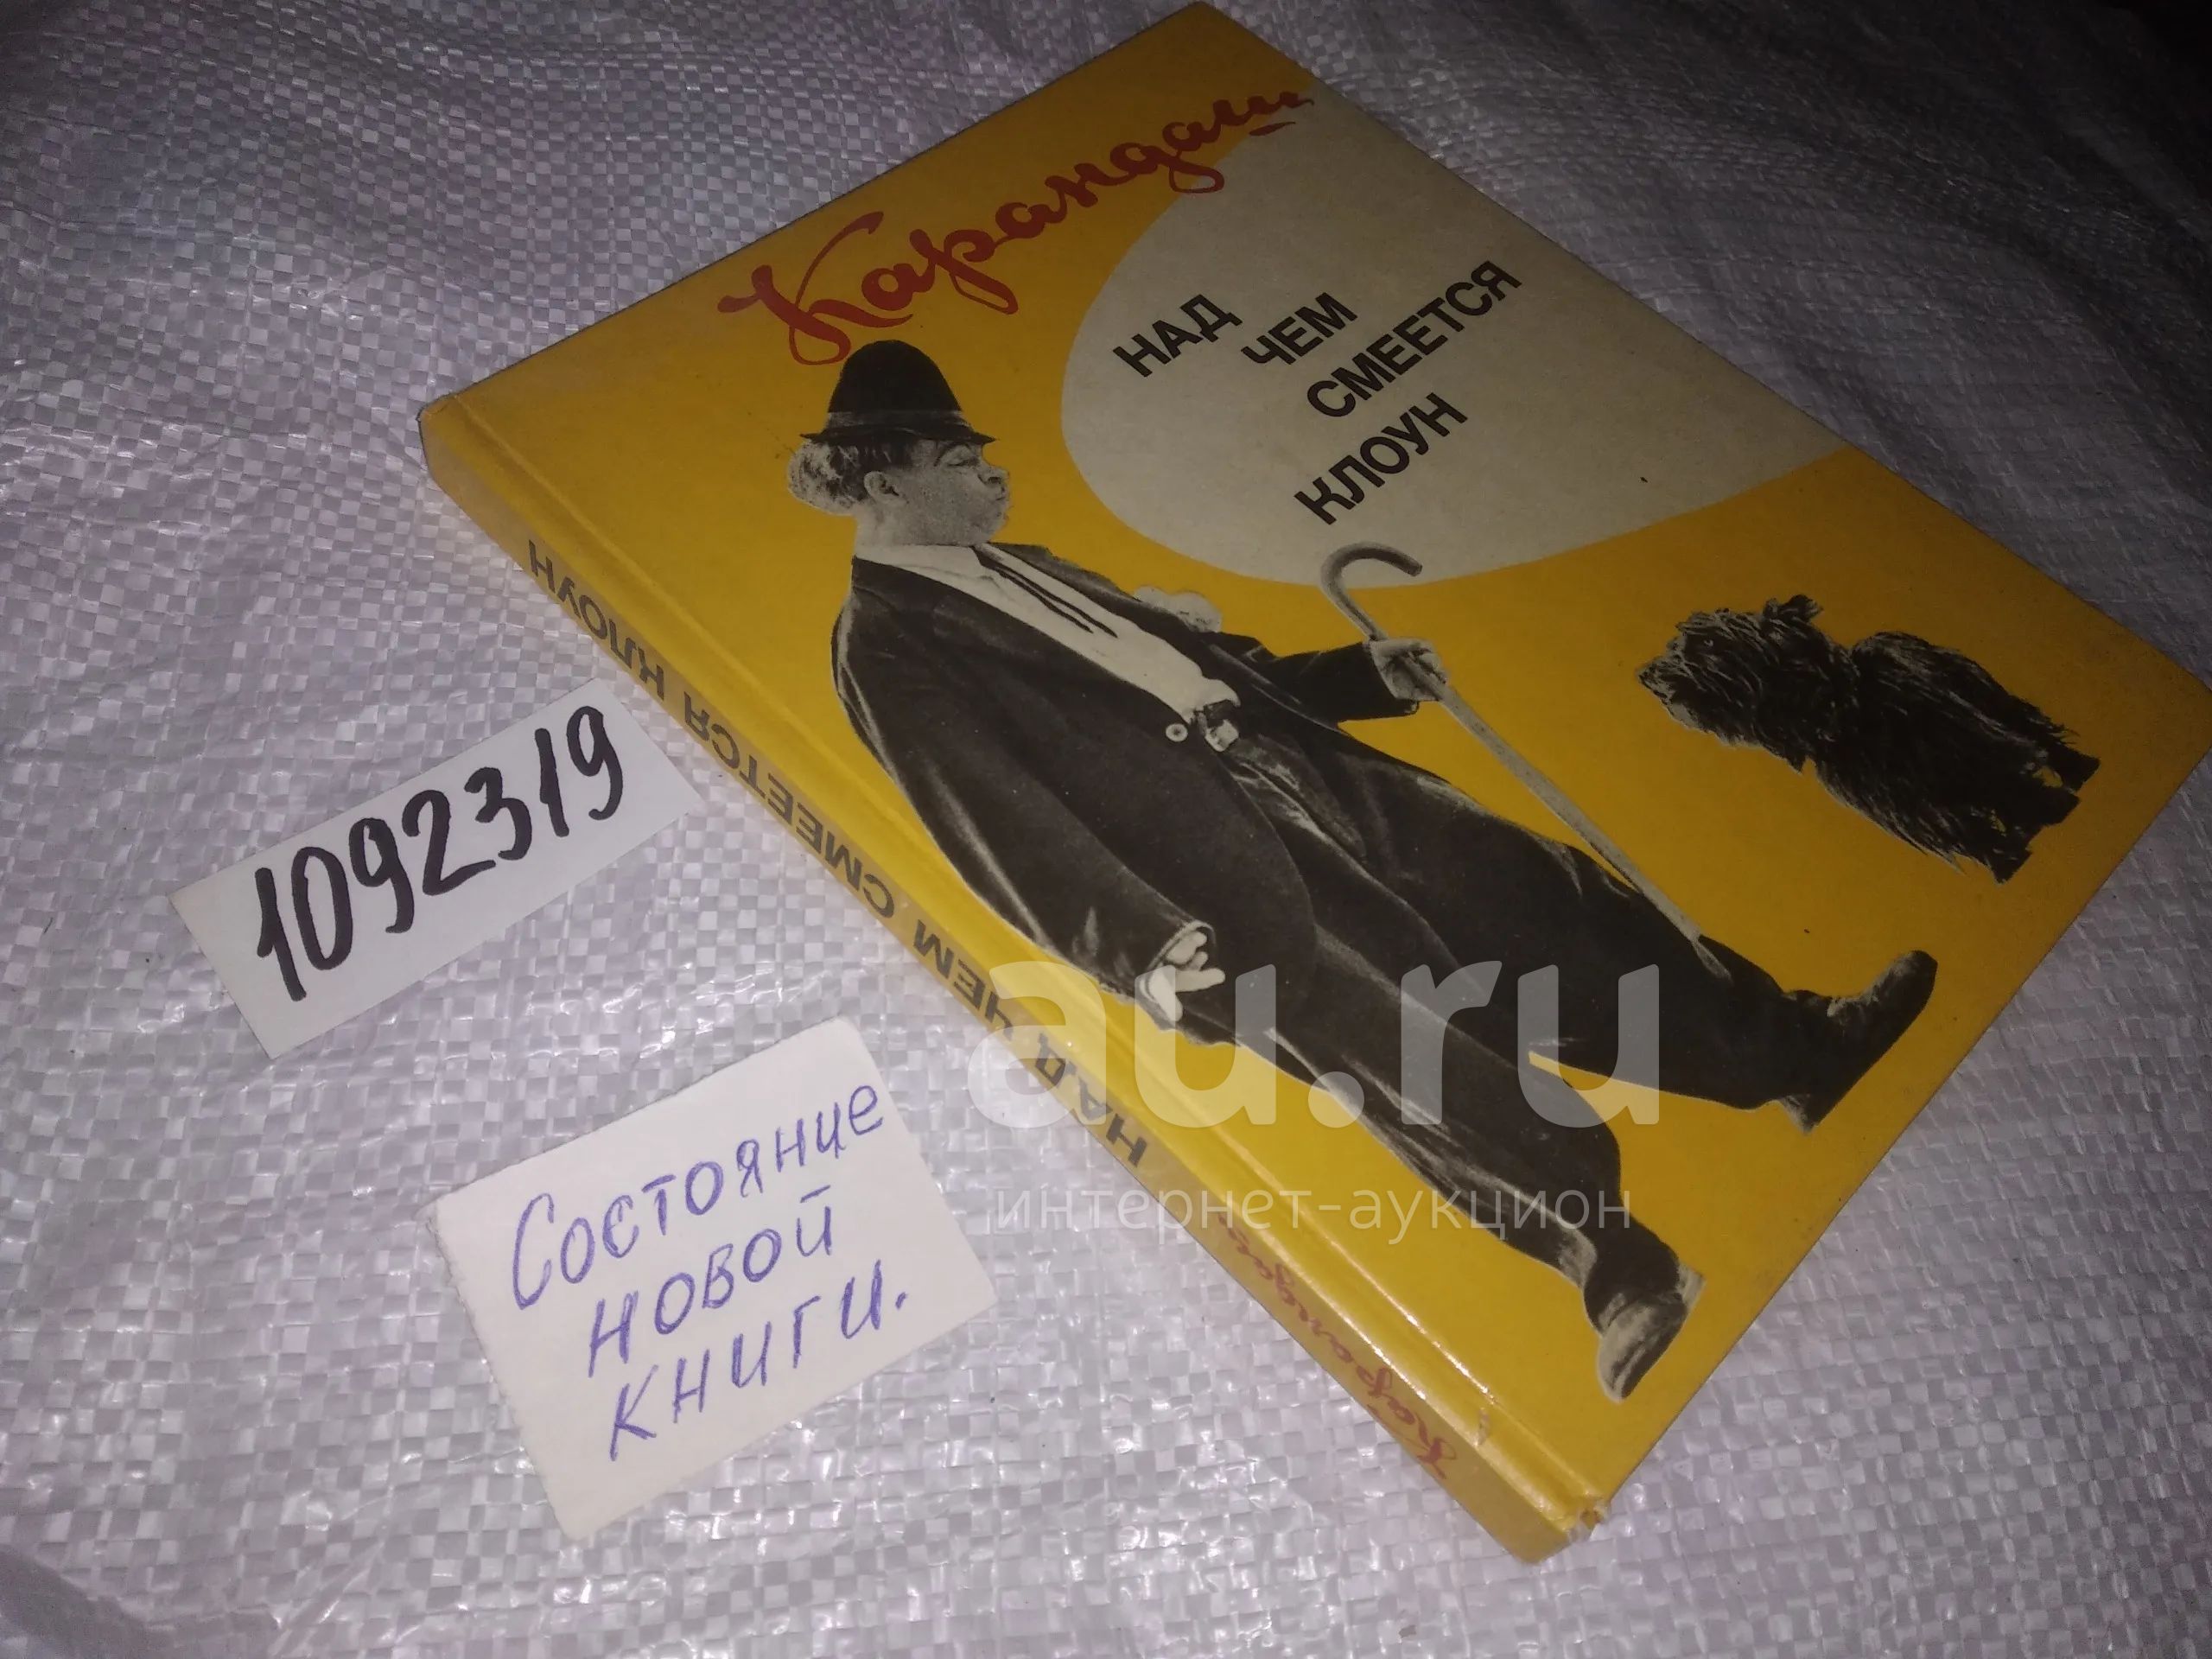 Карандаш
НАД
ЧЕМ
СМЕЕТСЯ
КЛОУН
Карандаш НАД ЧЕМ СМЕЕТСЯ КЛОУН
1092319
Состояние
новой
книги.
au.ru
интернет-аукцион